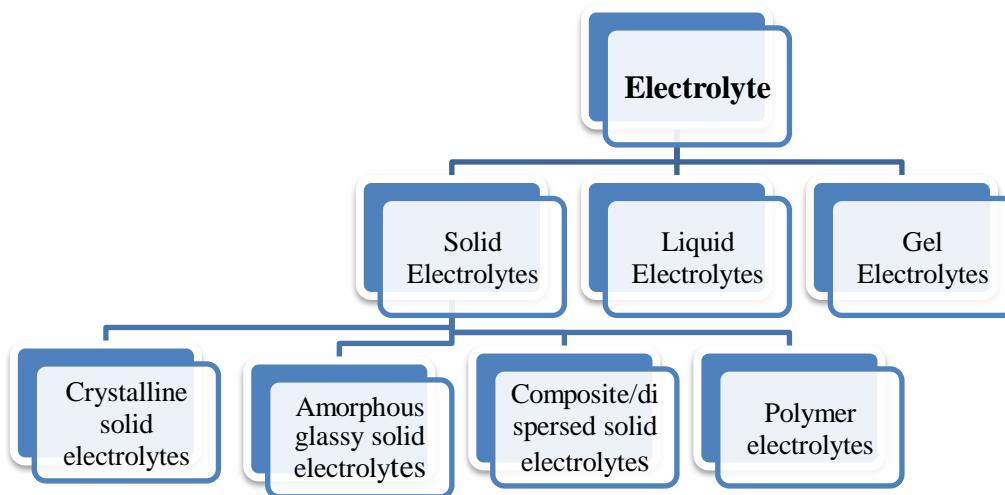 Electrolyte
Solid
Electrolytes
Liquid
Electrolytes
Gel
Electrolytes
Crystalline
solid
electrolytes
Amorphous
glassy solid
electrolytes
Composite/di
spersed solid
electrolytes
Polymer
electrolytes